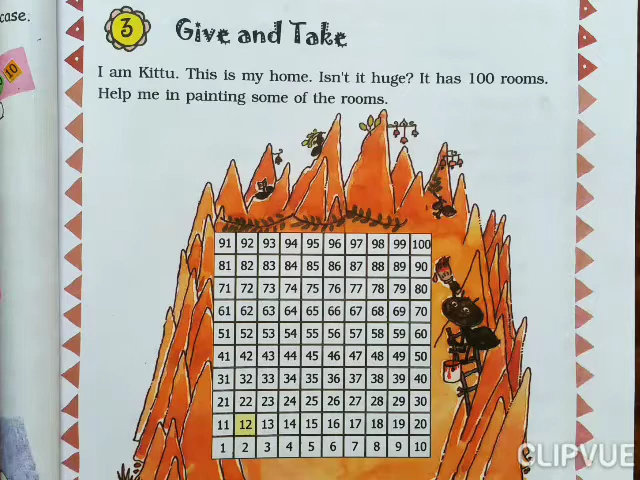 case.
10
3
Give and Take
I am Kittu. This is my home. Isn't it huge? It has 100 rooms.
Help me in painting some of the rooms.
91 92 93 94 95 96 97 98 99 100
81 82 83 84 85 86 87 88 89 90
71 72 73 74 75 76 77 78 79 80
61 62 63 64 65 66 67 68 69 70
51 52 53 54 55 56 57 58 59 60
41 42 43 44 45 46 47 48 49 50
31 32 33 34 35 36 37 38 39 40
21 22 23 24 25 26 27 28 29 30
11 12 13 14 15 16 17 18 19 20
1 2 3 4 5 6 7 8 9 10
CLIPVUE